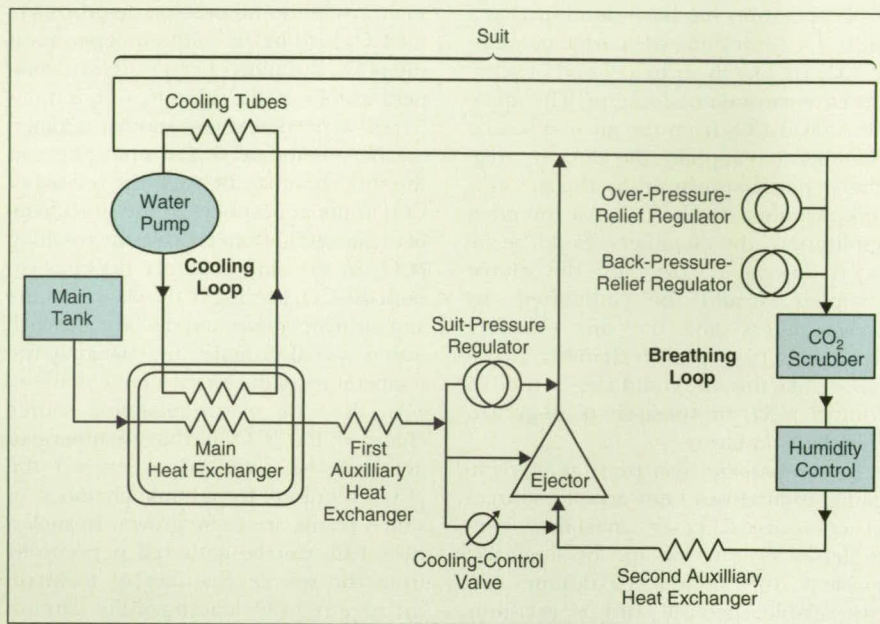 Suit
Cooling Tubes
Water
Pump
Cooling
Loop
Main
Tank
Main
Heat Exchanger
First
Auxilliary
Heat
Exchanger
Suit-Pressure
Regulator
Over-Pressure-
Relief Regulator
Back-Pressure-
Relief Regulator
Breathing
Loop
CO₂
Scrubber
Humidity
Control
Ejector
Cooling-Control
Valve
Second Auxilliary
Heat Exchanger